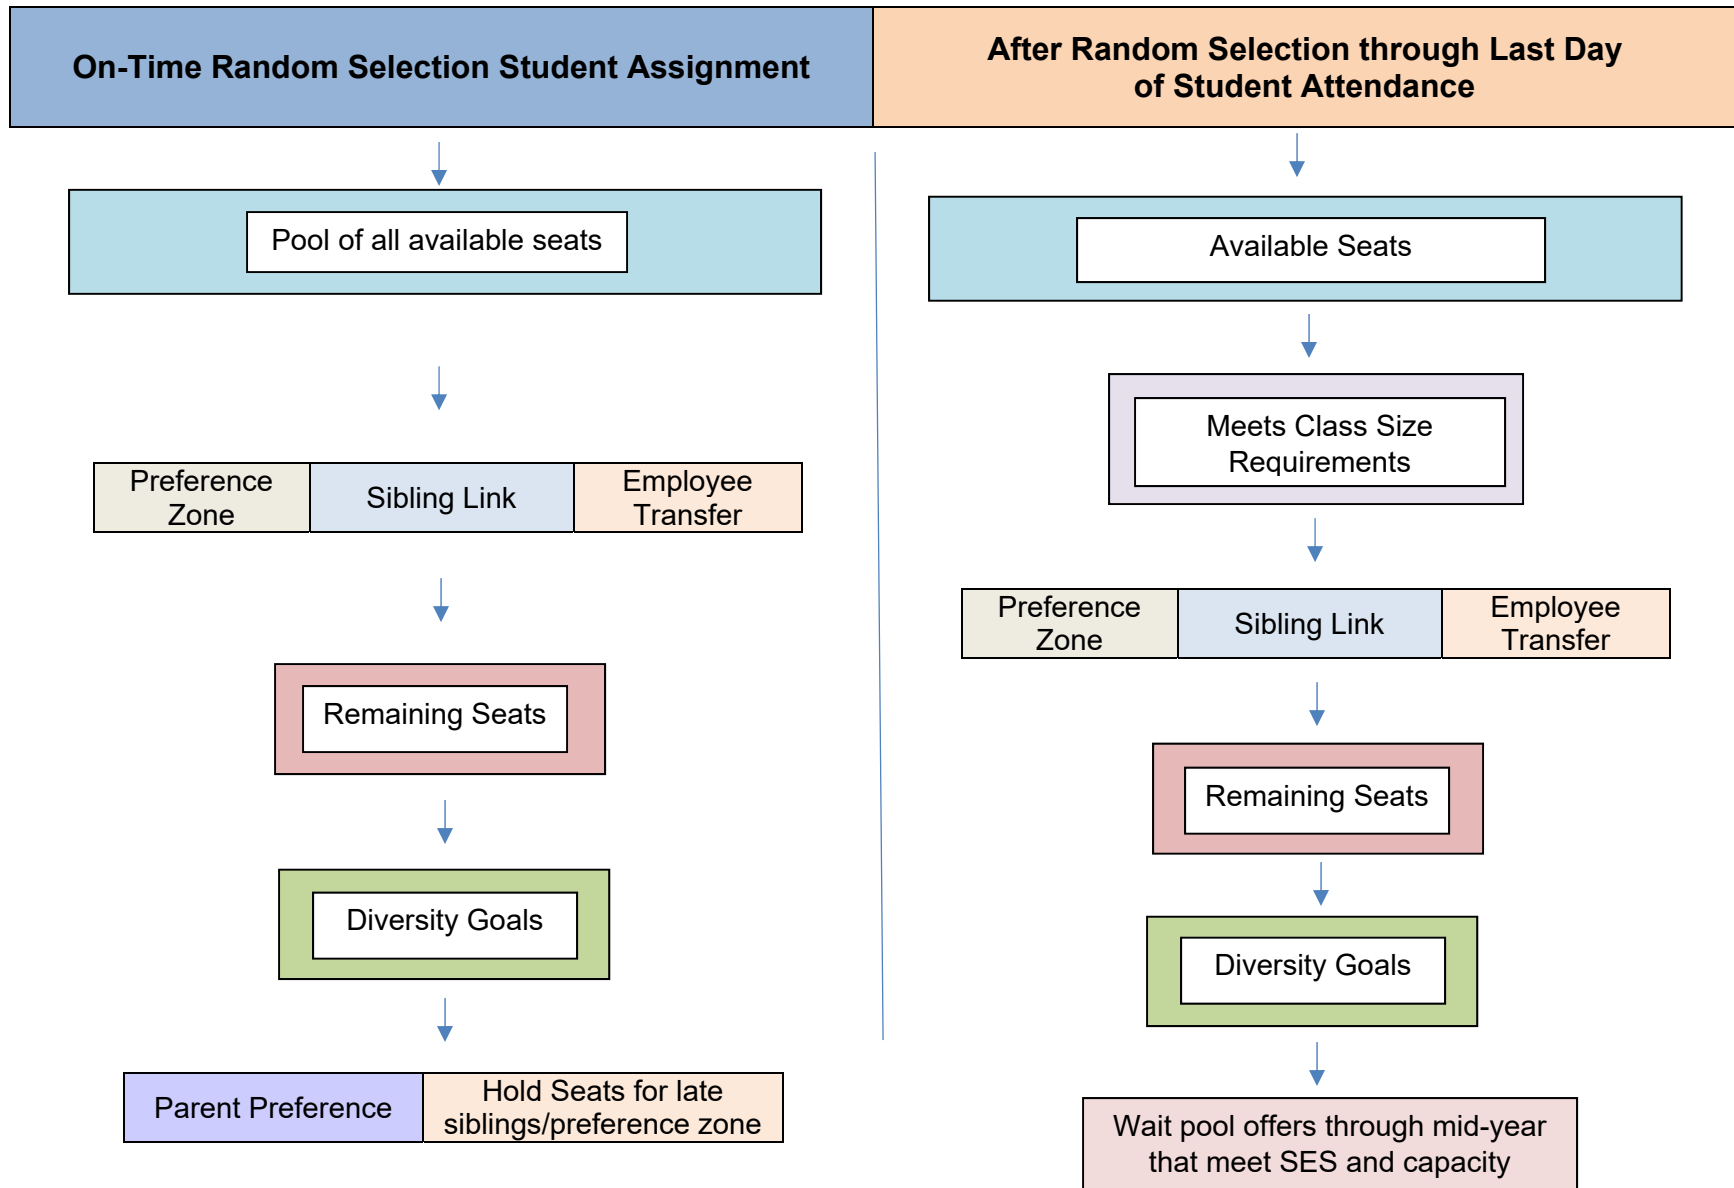 On-Time Random Selection Student Assignment
After Random Selection through Last Day
of Student Attendance
Pool of all available seats
Preference
Zone
Sibling Link
Employee
Transfer
Remaining Seats
Diversity Goals
Parent Preference
Hold Seats for late
siblings/preference zone
Available Seats
Meets Class Size
Requirements
Preference
Zone
Sibling Link
Employee
Transfer
Remaining Seats
Diversity Goals
Wait pool offers through mid-year
that meet SES and capacity